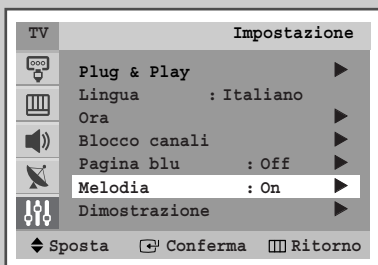 TV Impostazione
Plug & Play
Lingua : Italiano
Ora
Blocco canali
Pagina blu : Off
Melodia : On
Dimostrazione
Sposta Conferma Ritorno